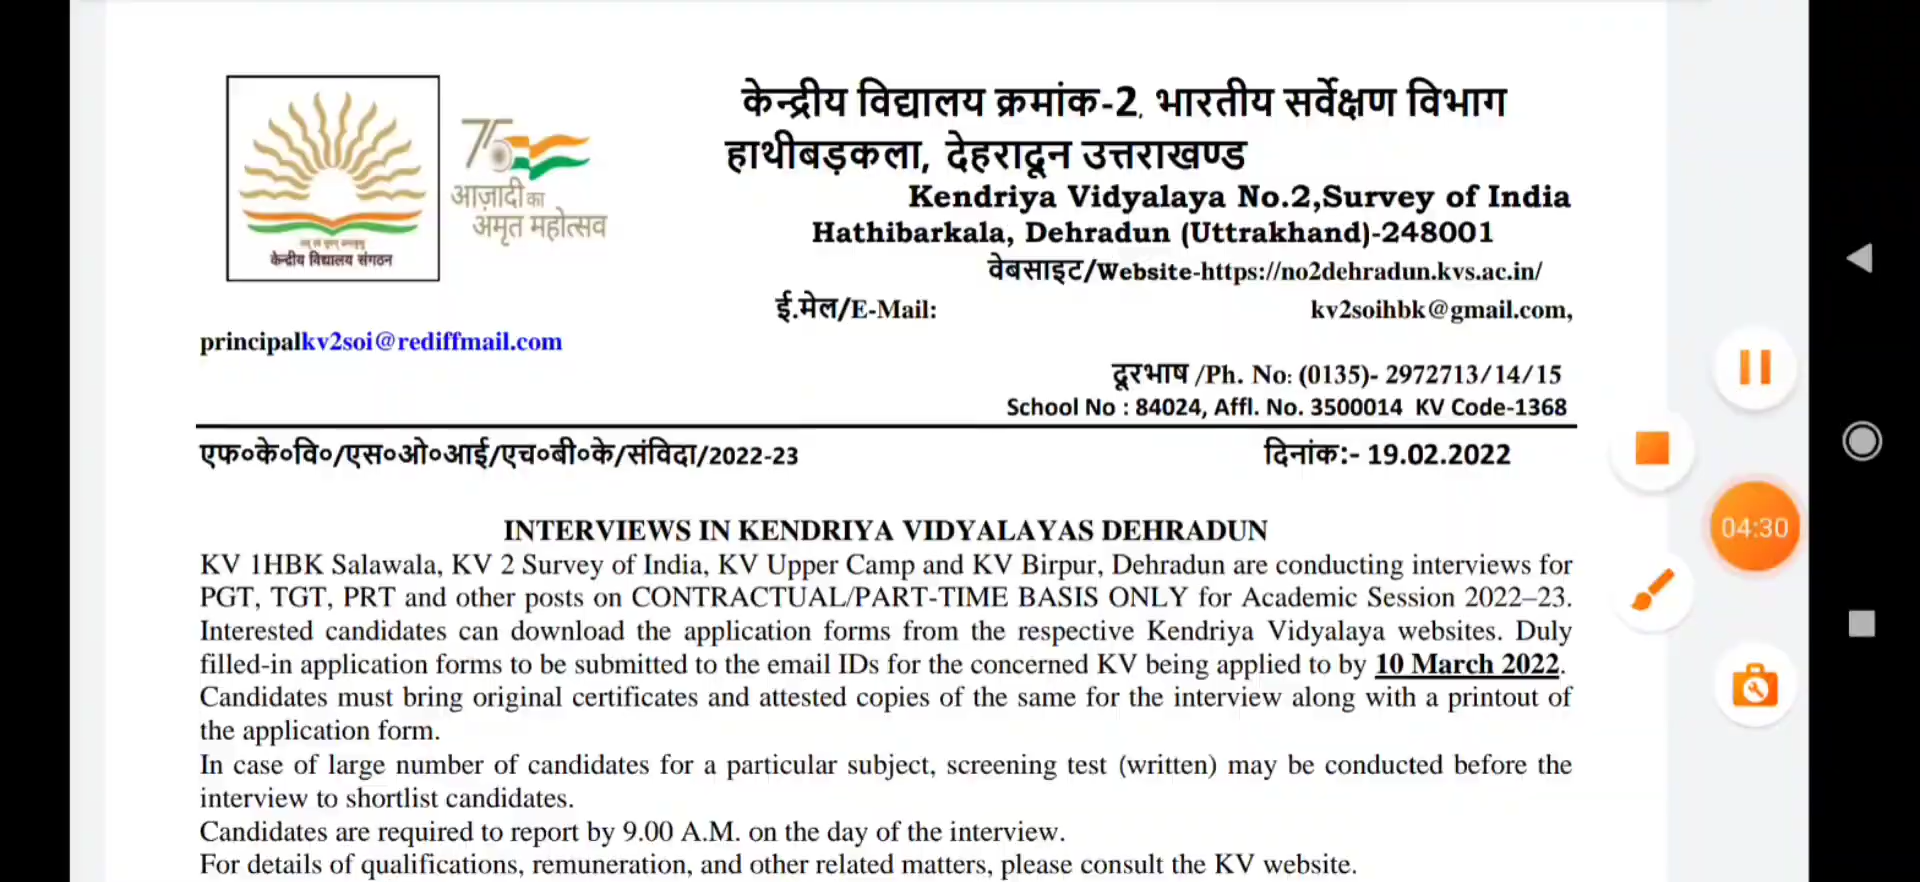 केन्द्रीय विद्यालय क्रमांक-2, भारतीय सर्वेक्षण विभाग
हाथीबड़कला, देहरादून उत्तराखण्ड
Kendriya Vidyalaya No.2,Survey of India
Hathibarkala, Dehradun (Uttrakhand)-248001
वेबसाइट/Website-https://no2dehradun.kvs.ac.in/
ई.मेल/E-Mail: kv2soihbk@gmail.com,
principalkv2soi@rediffmail.com
केन्द्रीय विद्यालय संगठन
75
आज़ादी का
अमृत महोत्सव
दूरभाष /Ph. No: (0135)- 2972713/14/15
School No : 84024, Affl. No. 3500014 KV Code-1368
एफ०के०वि०/एस०ओ०आई/एच०बी०के/संविदा/2022-23 दिनांक:- 19.02.2022
INTERVIEWS IN KENDRIYA VIDYALAYAS DEHRADUN
KV 1HBK Salawala, KV 2 Survey of India, KV Upper Camp and KV Birpur, Dehradun are conducting interviews for
PGT, TGT, PRT and other posts on CONTRACTUAL/PART-TIME BASIS ONLY for Academic Session 2022–23.
Interested candidates can download the application forms from the respective Kendriya Vidyalaya websites. Duly
filled-in application forms to be submitted to the email IDs for the concerned KV being applied to by 10 March 2022.
Candidates must bring original certificates and attested copies of the same for the interview along with a printout of
the application form.
In case of large number of candidates for a particular subject, screening test (written) may be conducted before the
interview to shortlist candidates.
Candidates are required to report by 9.00 A.M. on the day of the interview.
For details of qualifications, remuneration, and other related matters, please consult the KV website.
04:30